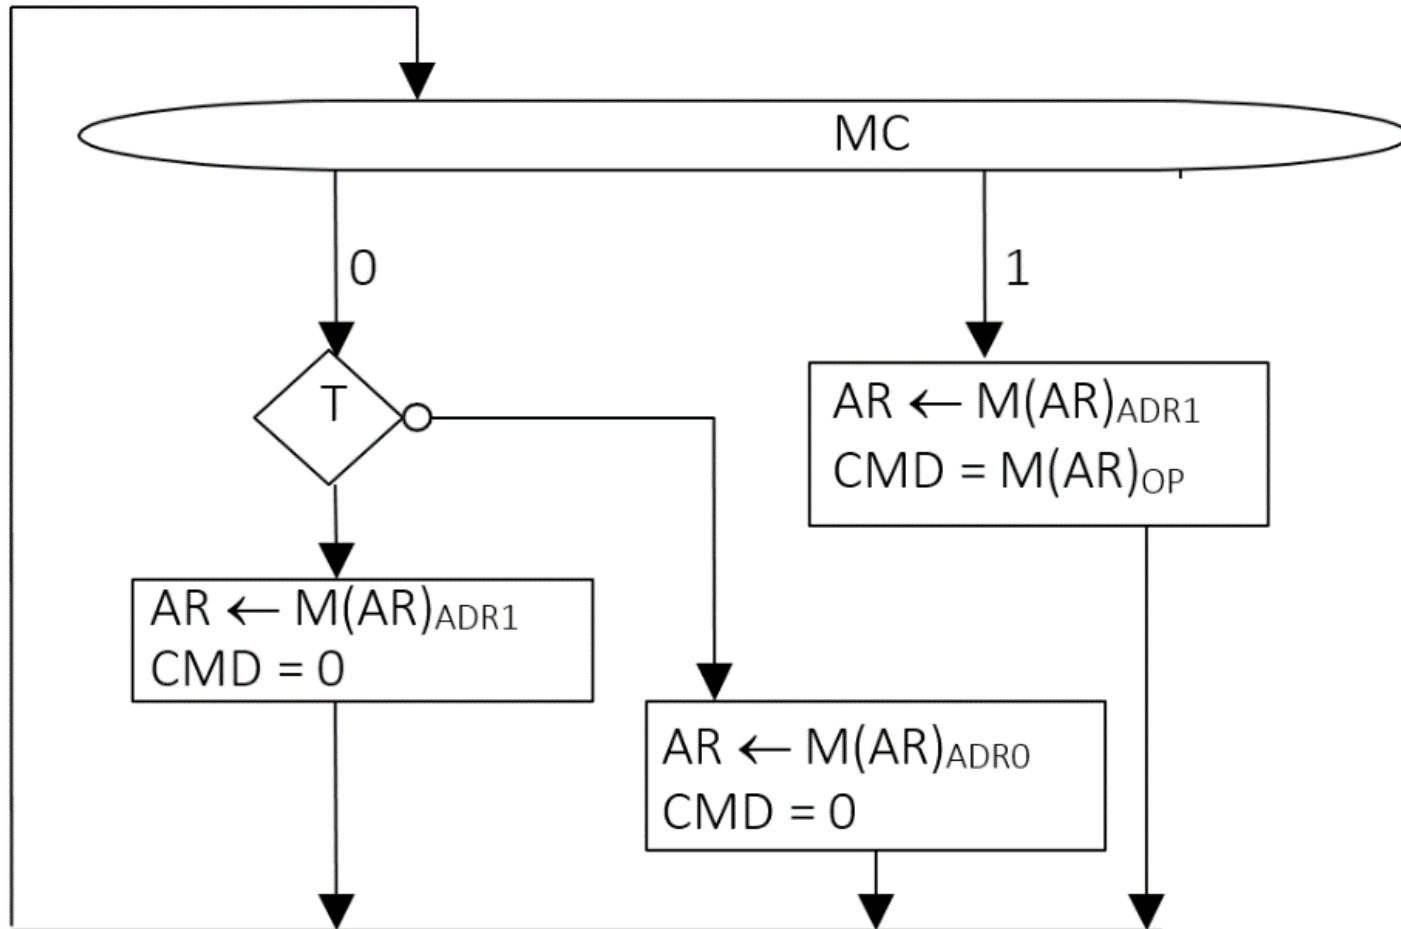 MC
0
1
T
AR ← M(AR)ADR1
CMD = M(AR)OP
AR ← M(AR)ADR1
CMD = 0
AR ← M(AR)ADR0
CMD = 0